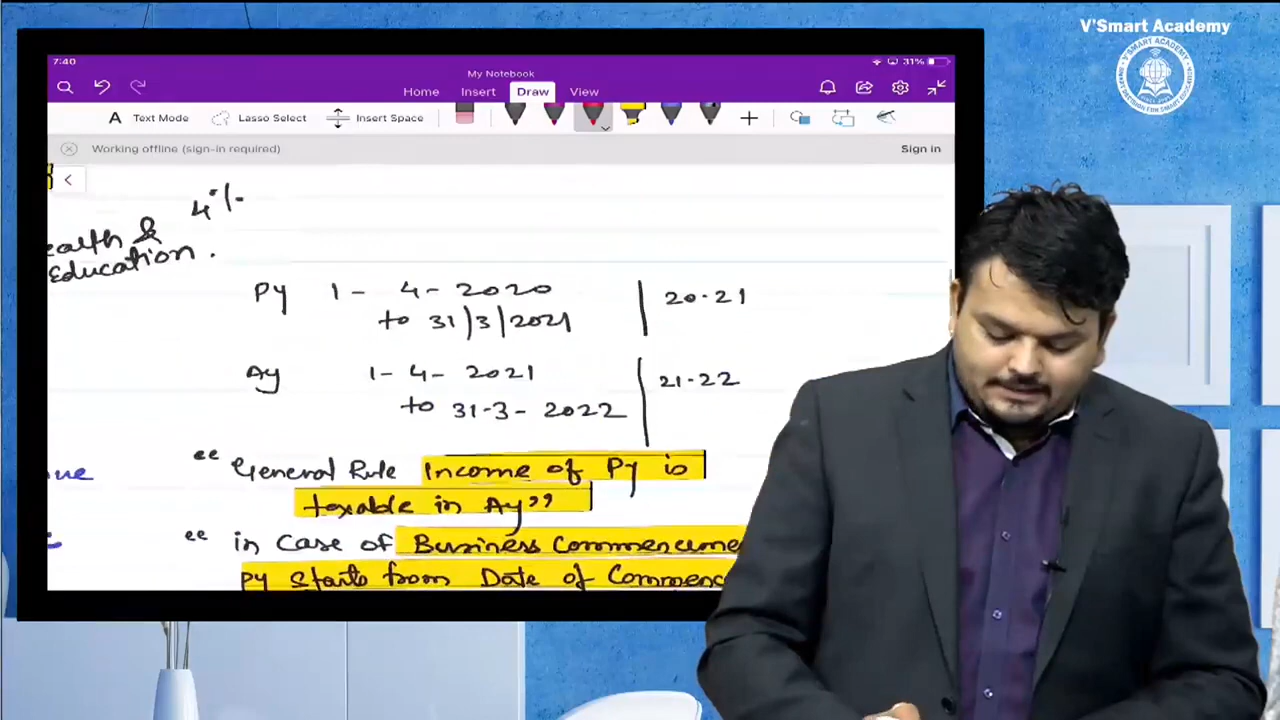 V'Smart Academy
7:40
31%
My Notebook
Home Insert Draw View
A Text Mode Lasso Select Insert Space
Working offline (sign-in required) Sign in
4%
ealth &
Education.
Py 1 - 4 - 2020 20-21
to 31/3/2021
Ay 1 - 4 - 2021 21-22
to 31-3-2022
ue
"General Rule Income of Py is
taxable in Ay"
"in case of Business Commenceme
py starts from Date of Commenc